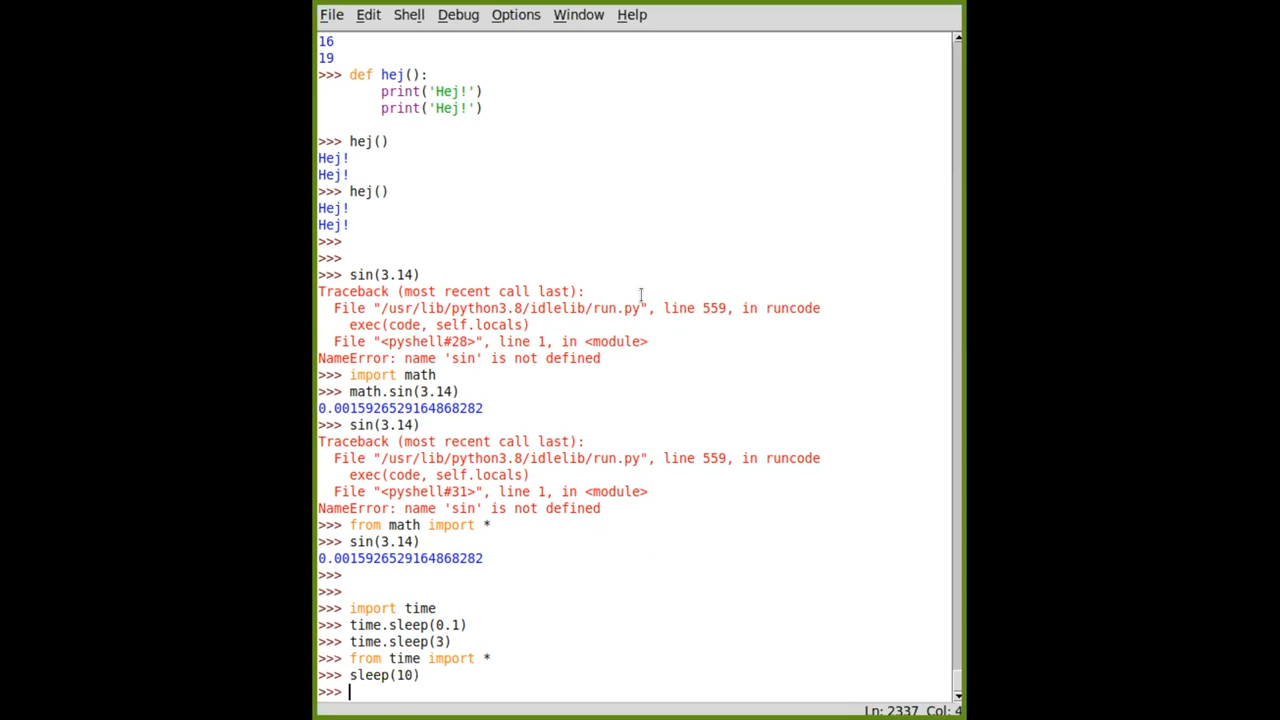 File Edit Shell Debug Options Window Help
16
19
>>> def hej():
        print('Hej!')
        print('Hej!')
>>> hej()
Hej!
Hej!
>>> hej()
Hej!
Hej!
>>>
>>>
>>> sin(3.14)
Traceback (most recent call last):
  File "/usr/lib/python3.8/idlelib/run.py", line 559, in runcode
    exec(code, self.locals)
  File "<pyshell#28>", line 1, in <module>
NameError: name 'sin' is not defined
>>> import math
>>> math.sin(3.14)
0.0015926529164868282
>>> sin(3.14)
Traceback (most recent call last):
  File "/usr/lib/python3.8/idlelib/run.py", line 559, in runcode
    exec(code, self.locals)
  File "<pyshell#31>", line 1, in <module>
NameError: name 'sin' is not defined
>>> from math import *
>>> sin(3.14)
0.0015926529164868282
>>>
>>>
>>> import time
>>> time.sleep(0.1)
>>> time.sleep(3)
>>> from time import *
>>> sleep(10)
>>>
Ln: 2337 Col: 4